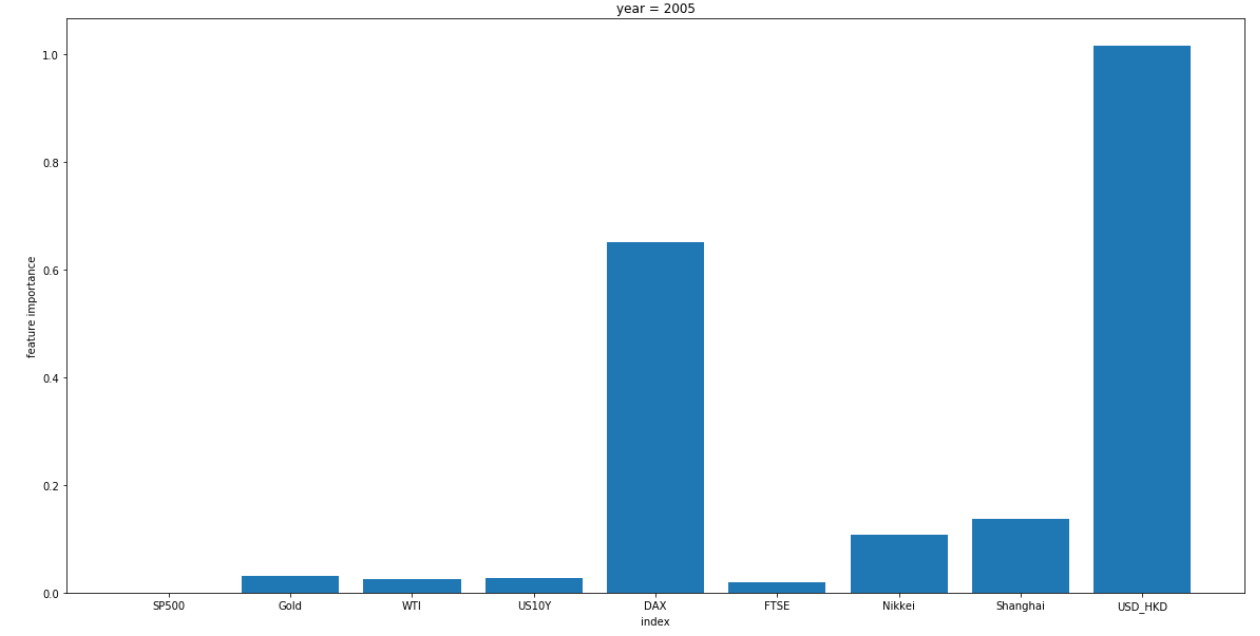 year = 2005
1.0
0.8
0.6
0.4
0.2
0.0
feature importance
SP500 Gold WTI US10Y DAX FTSE Nikkei Shanghai USD_HKD
index